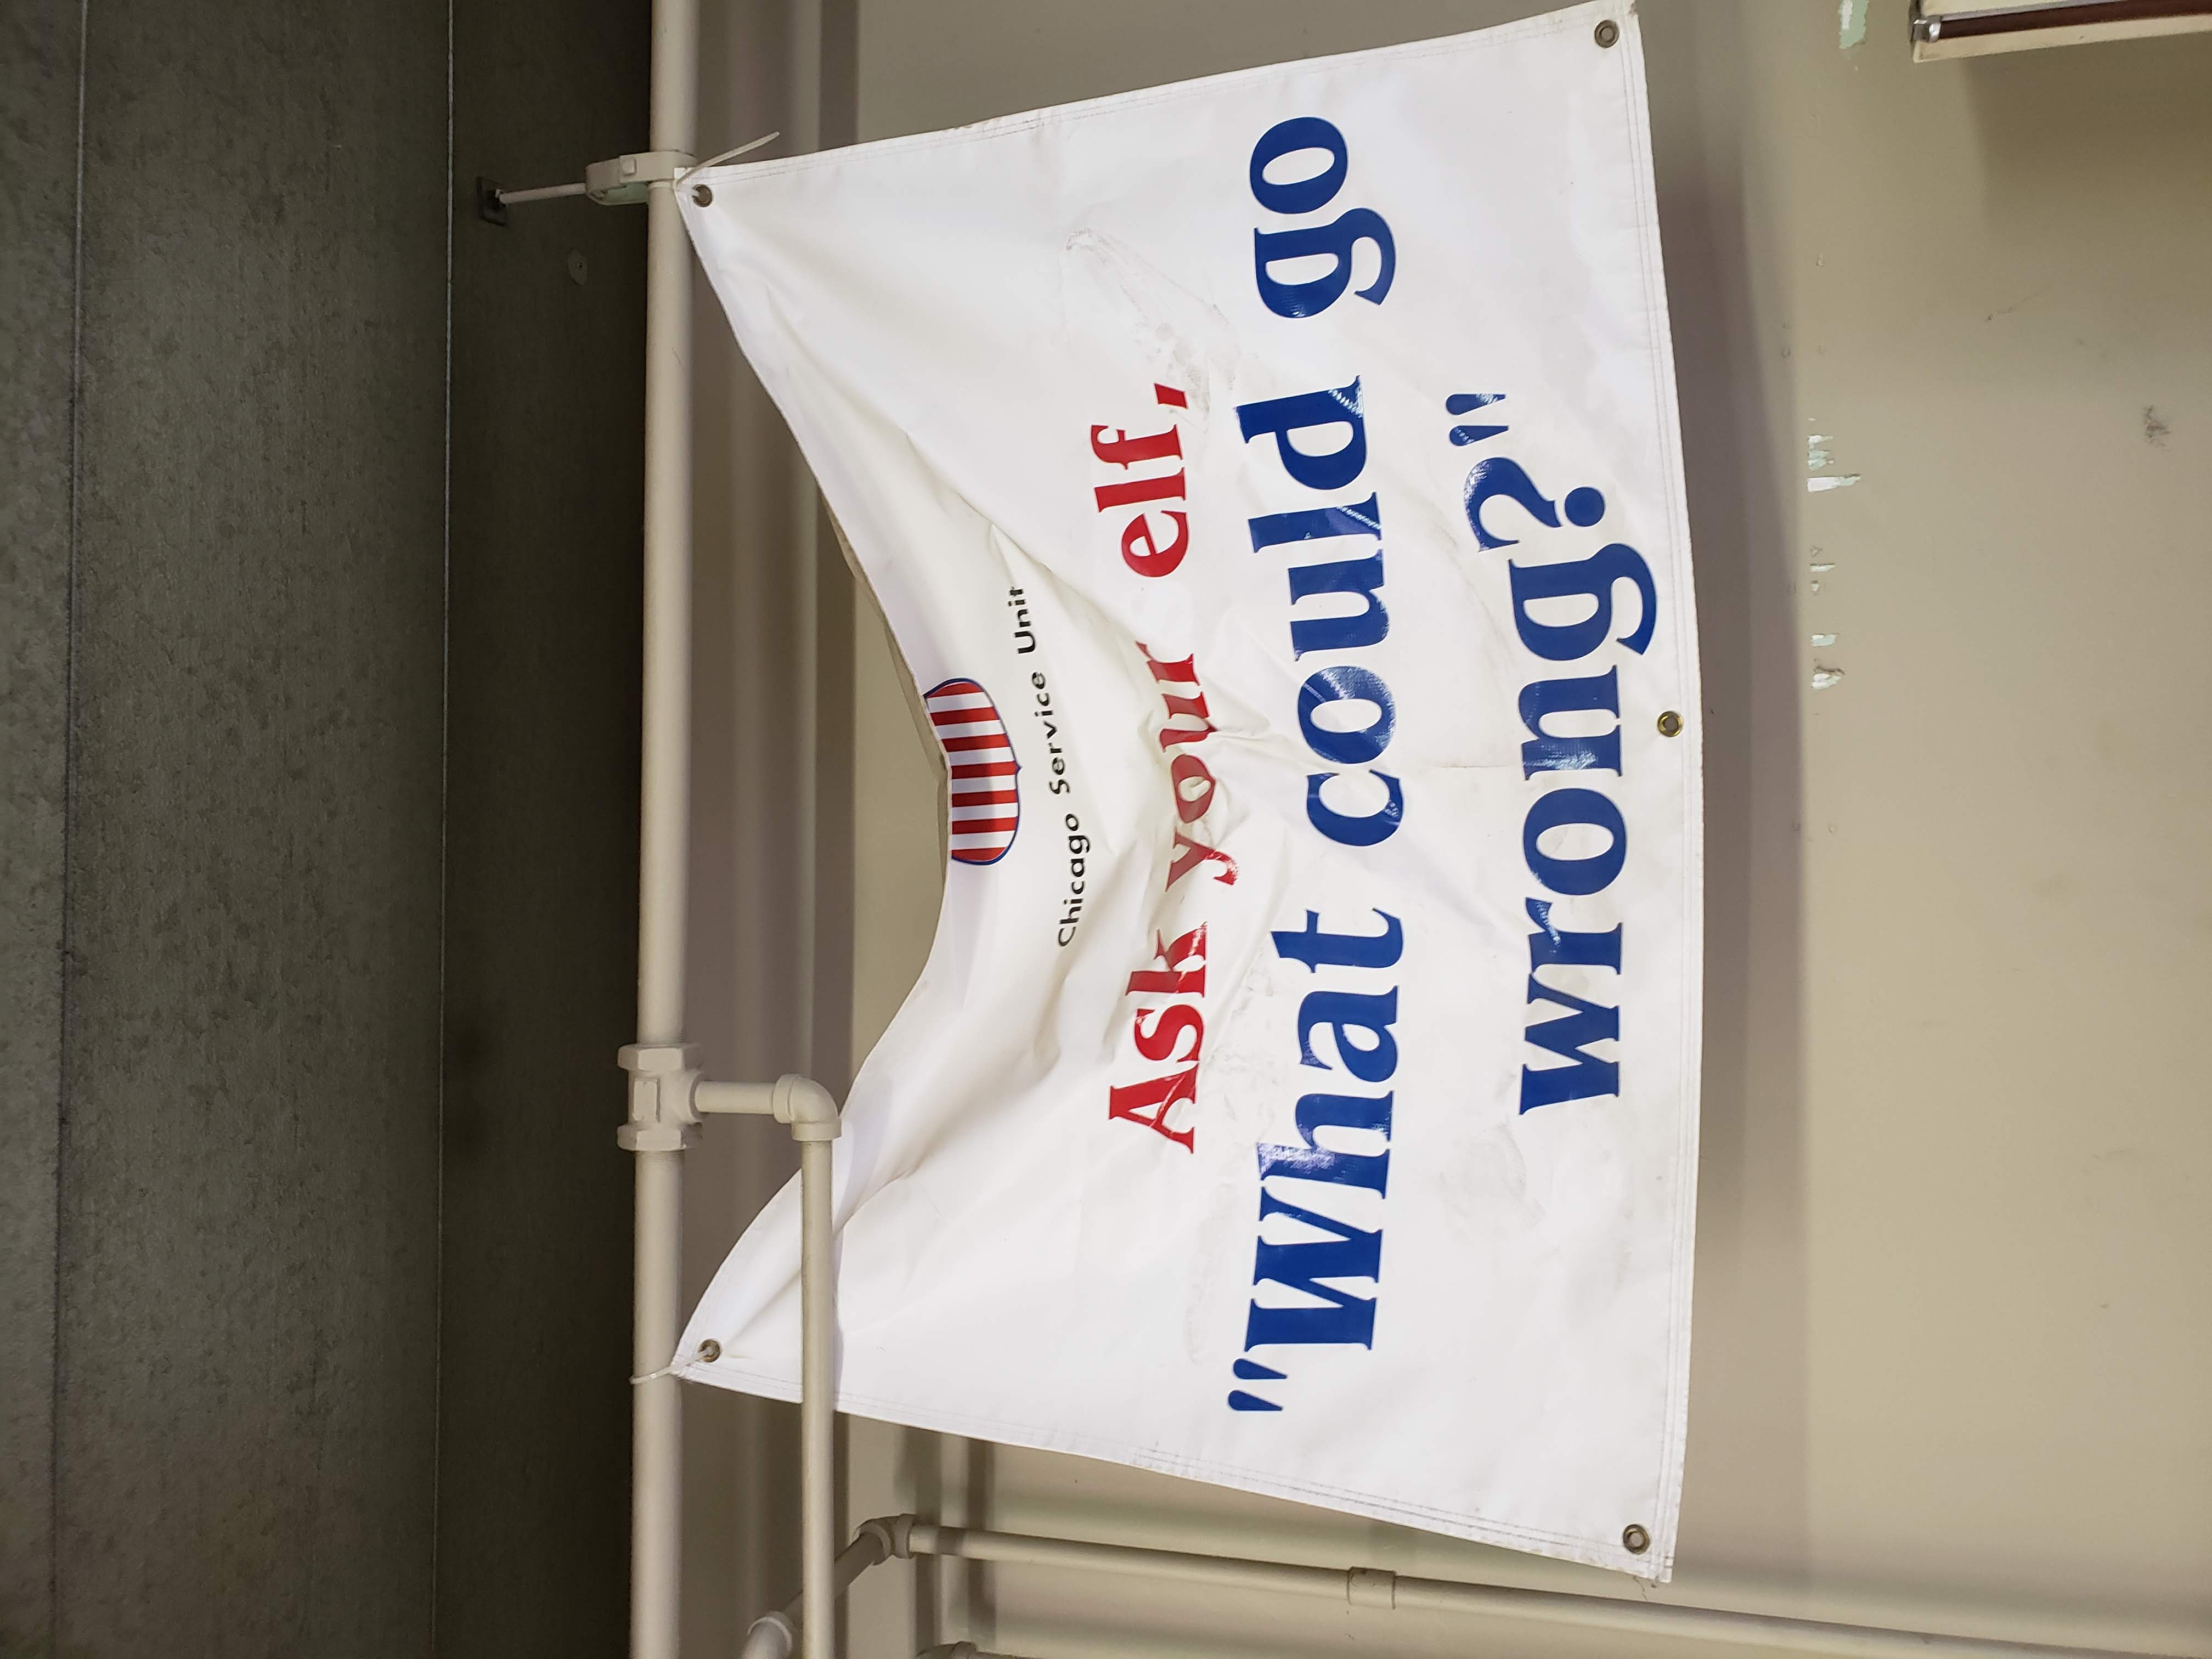 Chicago Service Unit
Ask your elf,
"What could go
wrong?"